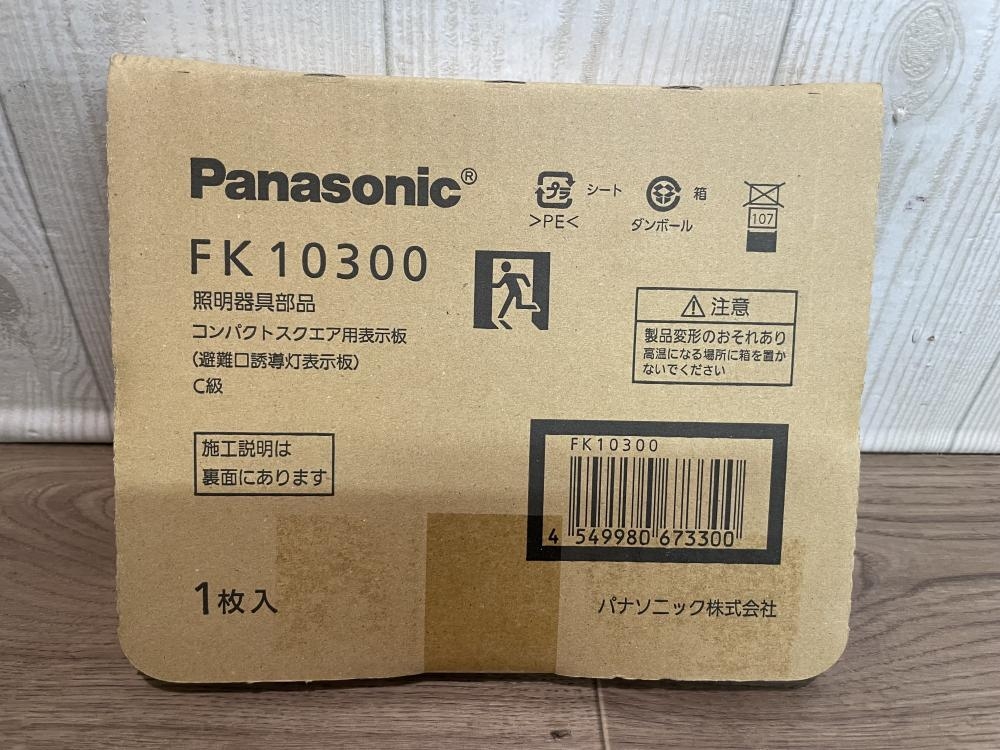 Panasonic®
FK10300
照明器具部品
コンパクトスクエア用表示板
(避難口誘導灯表示板)
C級
施工説明は
裏面にあります
1枚入
プラ シート
>PE<
箱
ダンボール
107
⚠注意
製品変形のおそれあり
高温になる場所に箱を置か
ないでください
FK10300
4 549980 673300
パナソニック株式会社